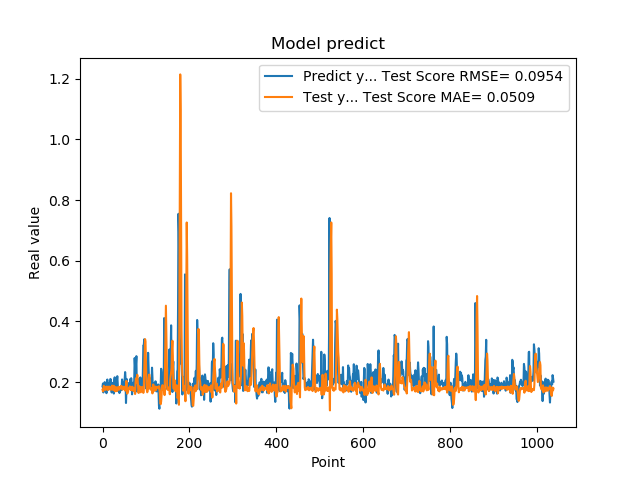 Model predict
Predict y... Test Score RMSE= 0.0954
Test y... Test Score MAE= 0.0509
Real value
1.2
1.0
0.8
0.6
0.4
0.2
0 200 400 600 800 1000
Point